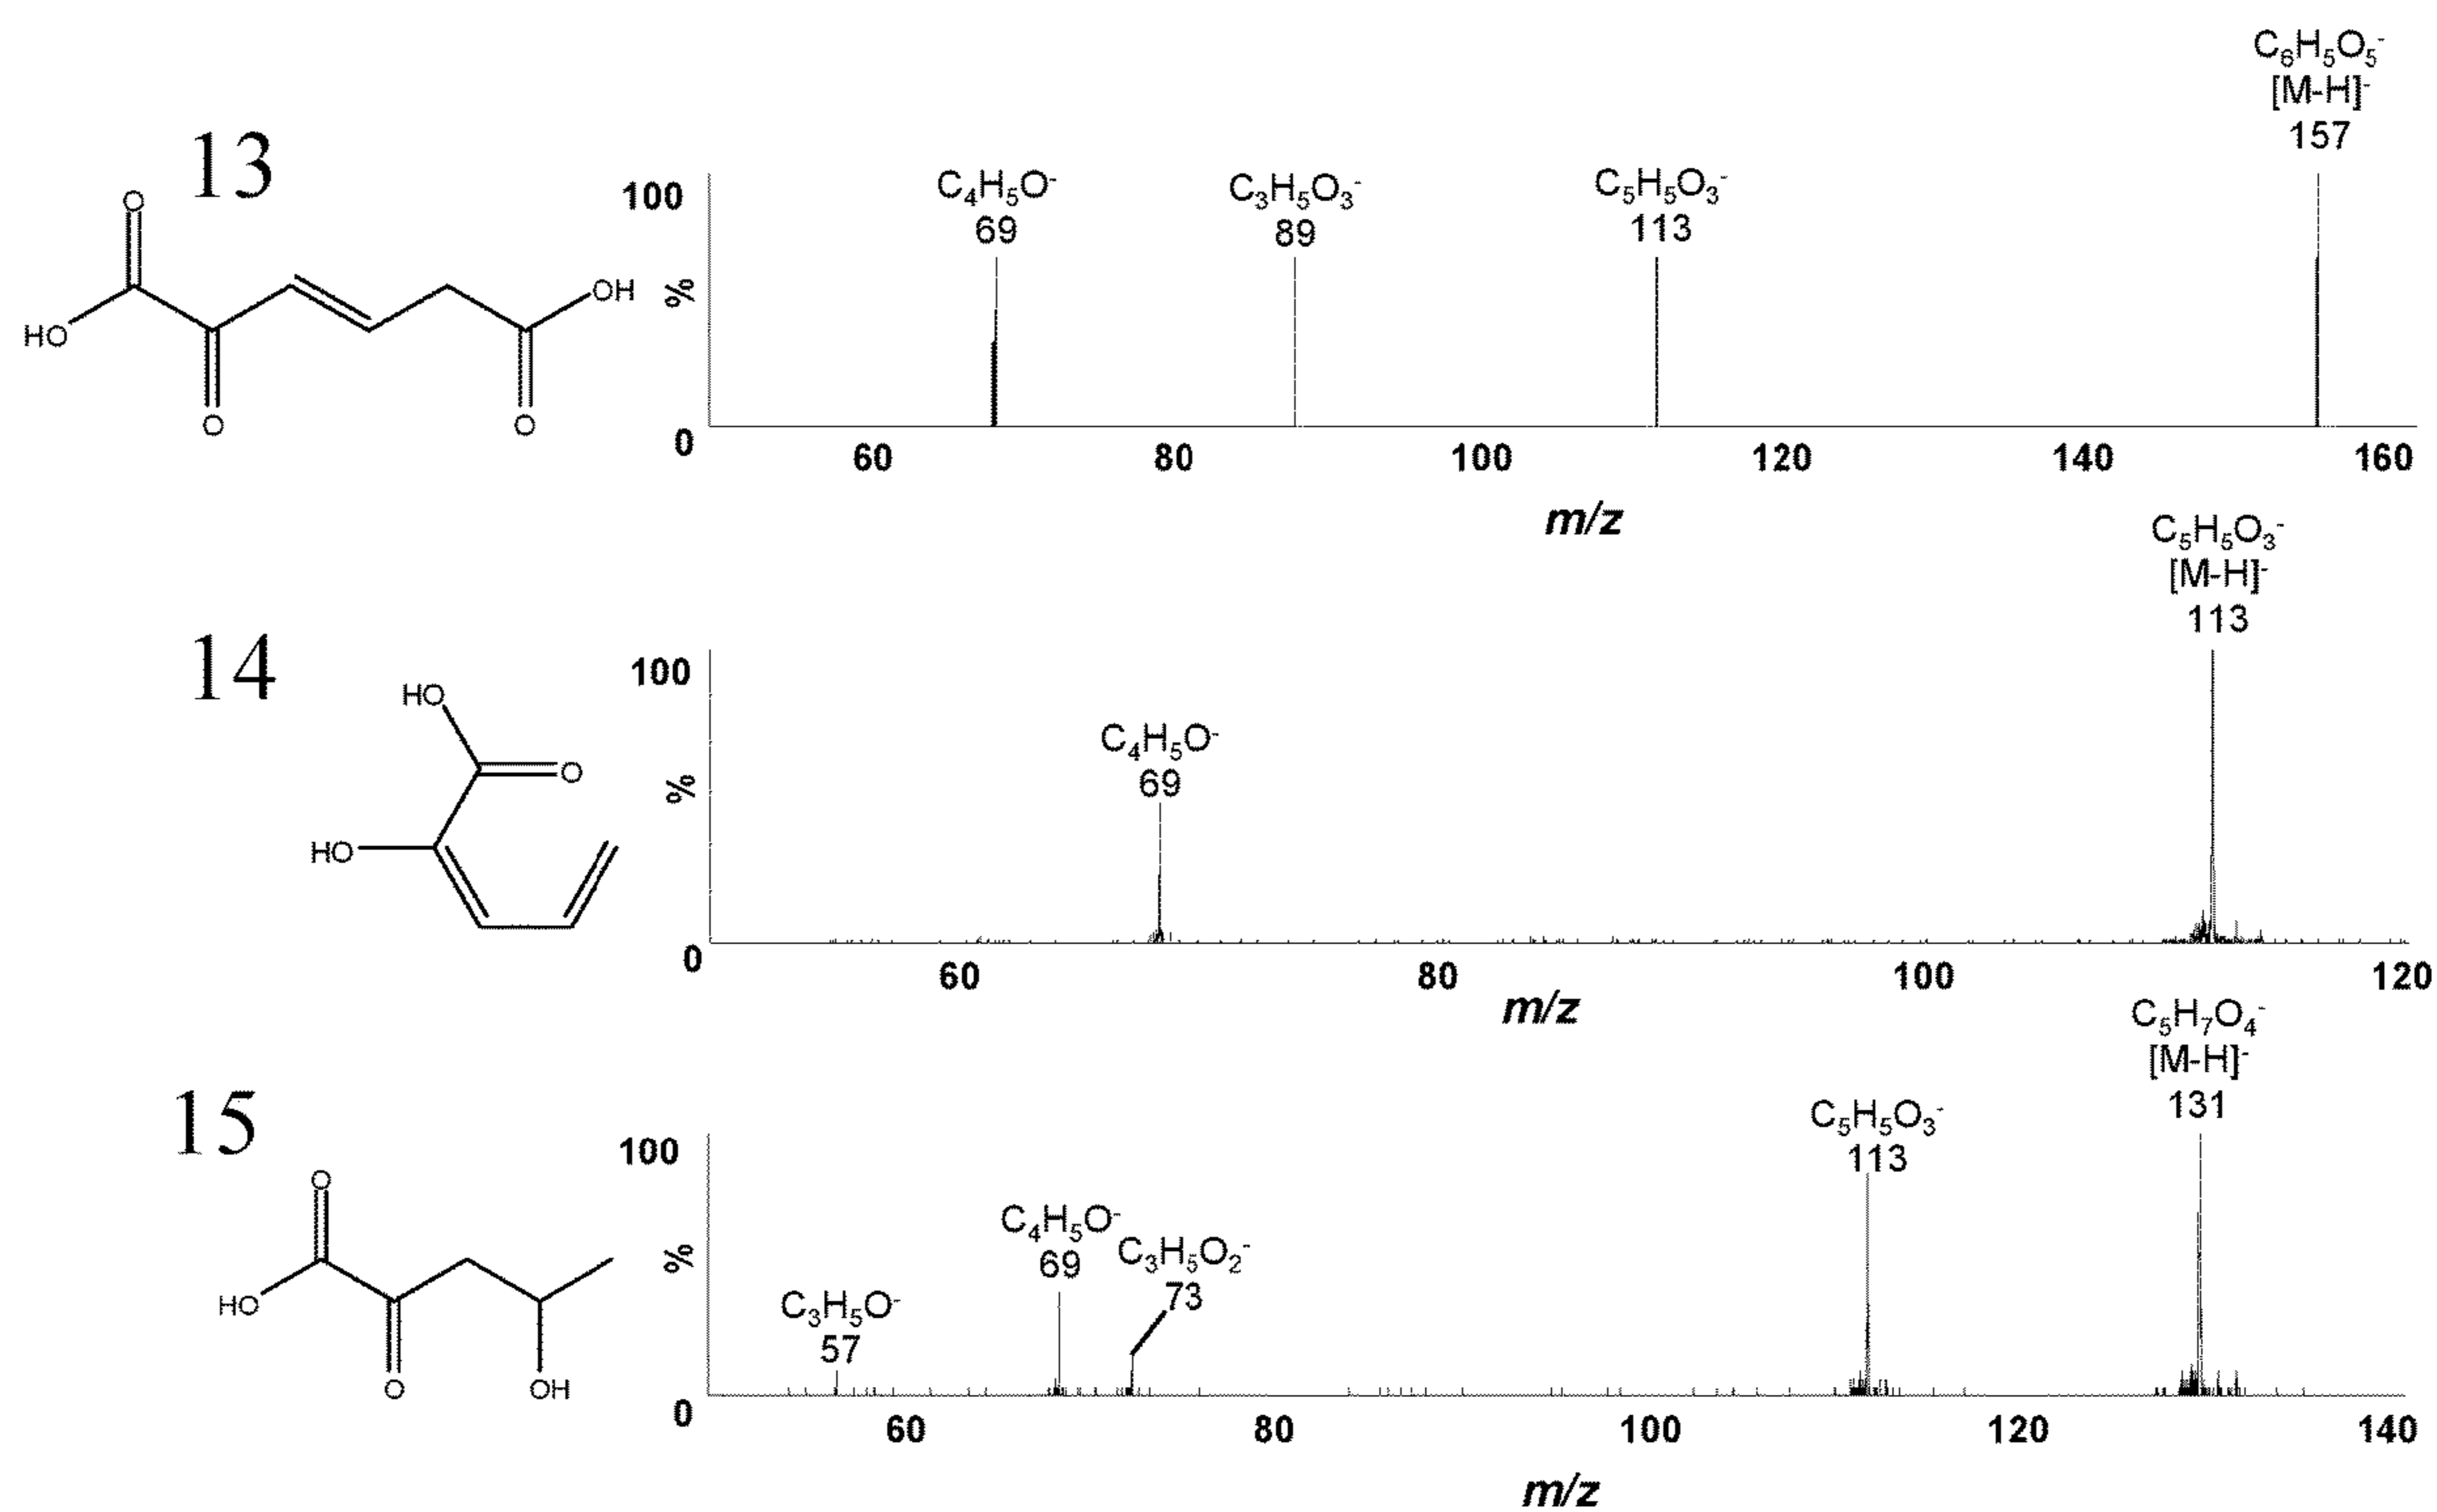 13
O
HO
O
OH
O
100
%
0
C₄H₅O⁻
69
C₃H₅O₃⁻
89
C₅H₅O₃⁻
113
C₆H₅O₅⁻
[M-H]⁻
157
60 80 100 120 140 160
m/z
14
HO
O
HO
100
%
0
C₄H₅O⁻
69
C₅H₅O₃⁻
[M-H]⁻
113
60 80 100 120
m/z
15
O
HO
O
OH
100
%
0
C₃H₅O⁻
57
C₄H₅O⁻
69
C₃H₅O₂⁻
73
C₅H₅O₃⁻
113
C₅H₇O₄⁻
[M-H]⁻
131
60 80 100 120 140
m/z